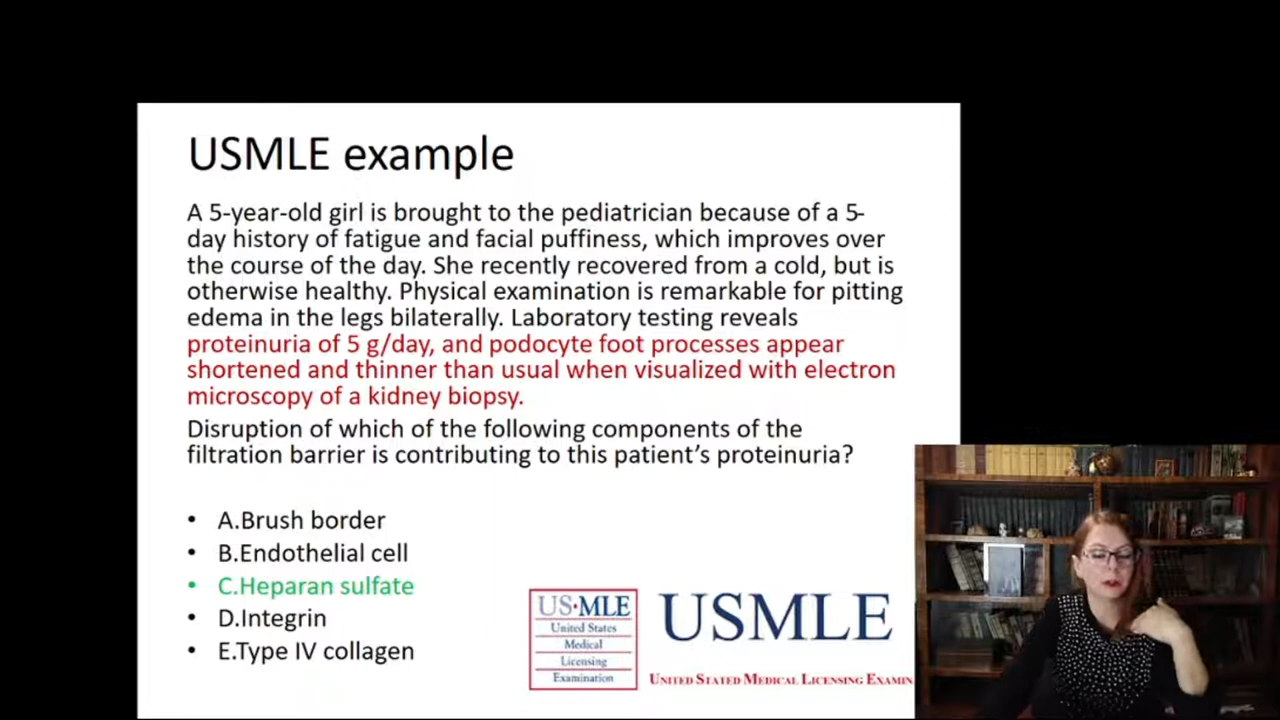 USMLE example
A 5-year-old girl is brought to the pediatrician because of a 5-
day history of fatigue and facial puffiness, which improves over
the course of the day. She recently recovered from a cold, but is
otherwise healthy. Physical examination is remarkable for pitting
edema in the legs bilaterally. Laboratory testing reveals
proteinuria of 5 g/day, and podocyte foot processes appear
shortened and thinner than usual when visualized with electron
microscopy of a kidney biopsy.
Disruption of which of the following components of the
filtration barrier is contributing to this patient's proteinuria?
• A.Brush border
• B.Endothelial cell
• C.Heparan sulfate
• D.Integrin
• E.Type IV collagen
US·MLE
United States
Medical
Licensing
Examination
USMLE
UNITED STATED MEDICAL LICENSING EXAMIN